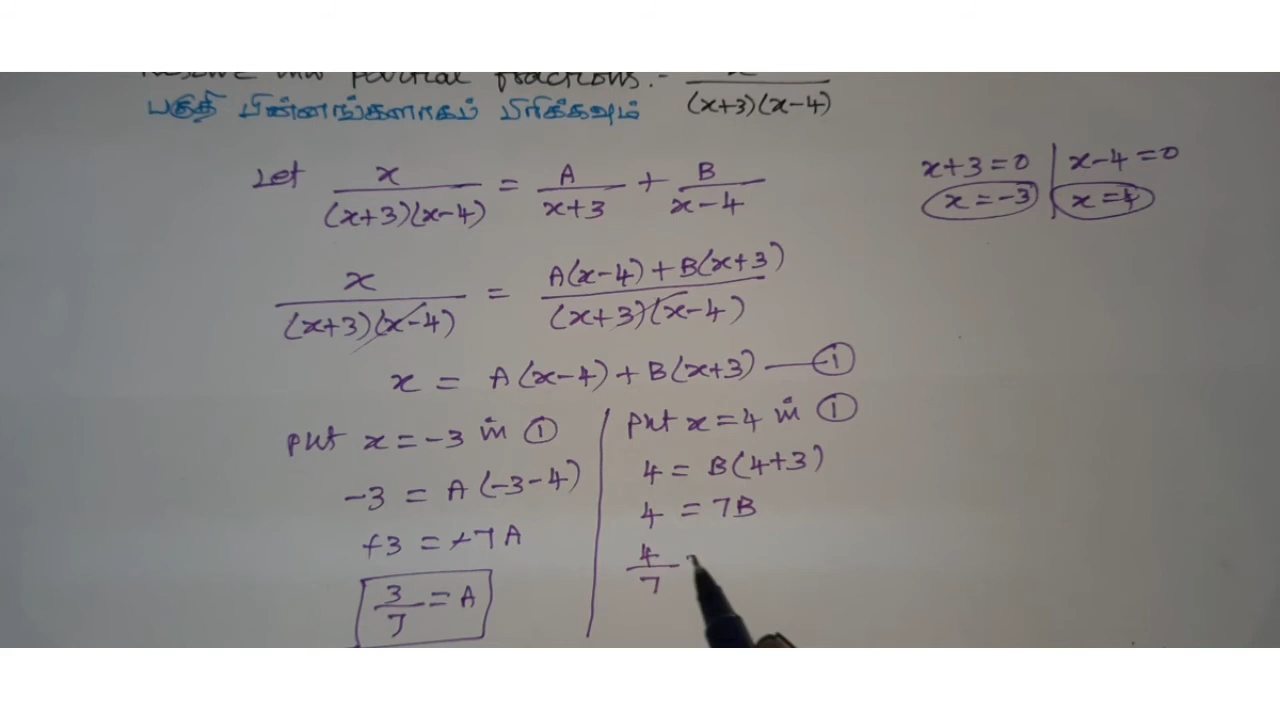 partial fractions:- x
பகுதி பின்னங்களாகப் பிரிக்கவும் (x+3)(x-4)
Let x/(x+3)(x-4) = A/x+3 + B/x-4
x+3=0 | x-4=0
x=-3 | x=4
x/(x+3)(x-4) = A(x-4)+B(x+3)/(x+3)(x-4)
x = A(x-4)+B(x+3) — ①
put x=-3 in ①
-3 = A(-3-4)
+3 = +7A
3/7 = A
put x=4 in ①
4 = B(4+3)
4 = 7B
4/7